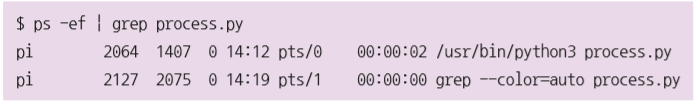 $ ps -ef | grep process.py
pi 2064 1407 0 14:12 pts/0 00:00:02 /usr/bin/python3 process.py
pi 2127 2075 0 14:19 pts/1 00:00:00 grep --color=auto process.py